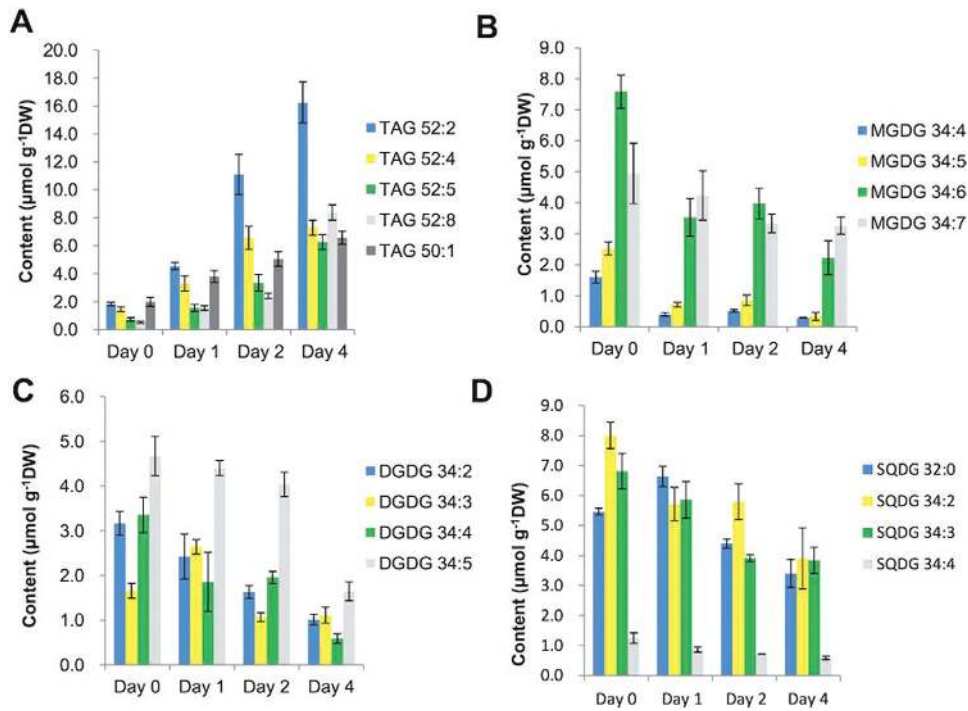 A
Content (µmol g⁻¹DW)
20.0
18.0
16.0
14.0
12.0
10.0
8.0
6.0
4.0
2.0
0.0
Day 0 Day 1 Day 2 Day 4
TAG 52:2
TAG 52:4
TAG 52:5
TAG 52:8
TAG 50:1
B
Content (µmol g⁻¹DW)
9.0
8.0
7.0
6.0
5.0
4.0
3.0
2.0
1.0
0.0
Day 0 Day 1 Day 2 Day 4
MGDG 34:4
MGDG 34:5
MGDG 34:6
MGDG 34:7
C
Content (µmol g⁻¹DW)
6.0
5.0
4.0
3.0
2.0
1.0
0.0
Day 0 Day 1 Day 2 Day 4
DGDG 34:2
DGDG 34:3
DGDG 34:4
DGDG 34:5
D
Content (µmol g⁻¹DW)
9.0
8.0
7.0
6.0
5.0
4.0
3.0
2.0
1.0
0.0
Day 0 Day 1 Day 2 Day 4
SQDG 32:0
SQDG 34:2
SQDG 34:3
SQDG 34:4